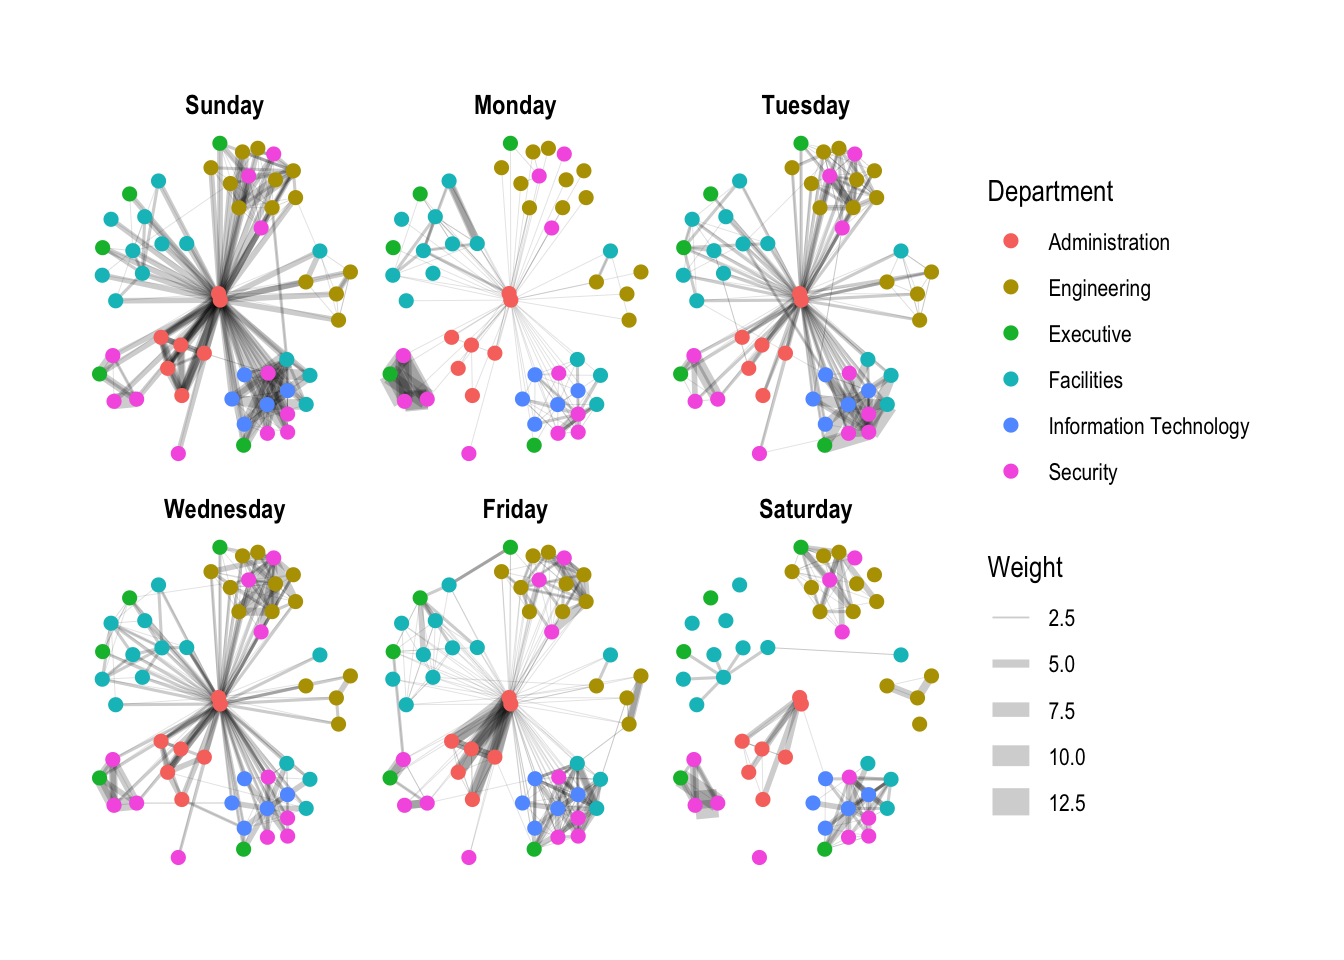 Sunday
Monday
Tuesday
Wednesday
Friday
Saturday
Department
Administration
Engineering
Executive
Facilities
Information Technology
Security
Weight
2.5
5.0
7.5
10.0
12.5